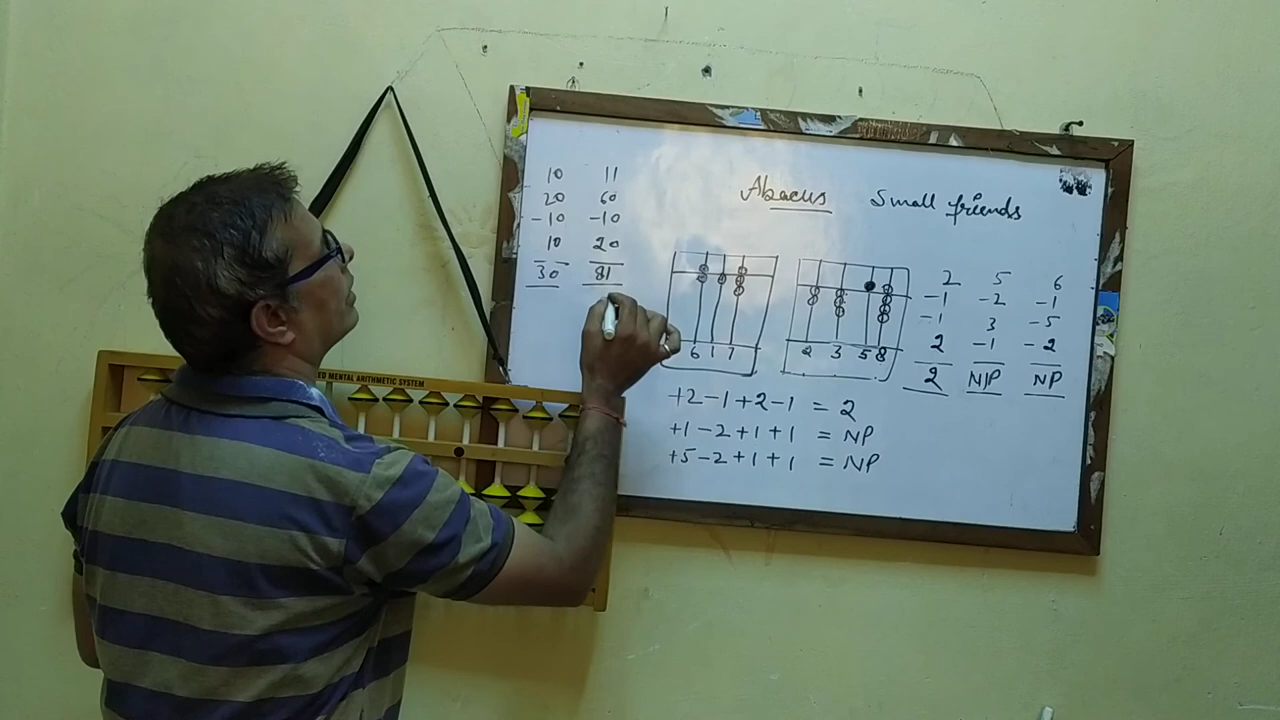 Abacus Small friends
10 11
20 60
-10 -10
10 20
30 81
6 1 7
2 3 5 8
2 5 6
-1 -2 -1
-1 3 -5
2 -1 -2
2 NP NP
+2-1+2-1 = 2
+1-2+1+1 = NP
+5-2+1+1 = NP
MENTAL ARITHMETIC SYSTEM